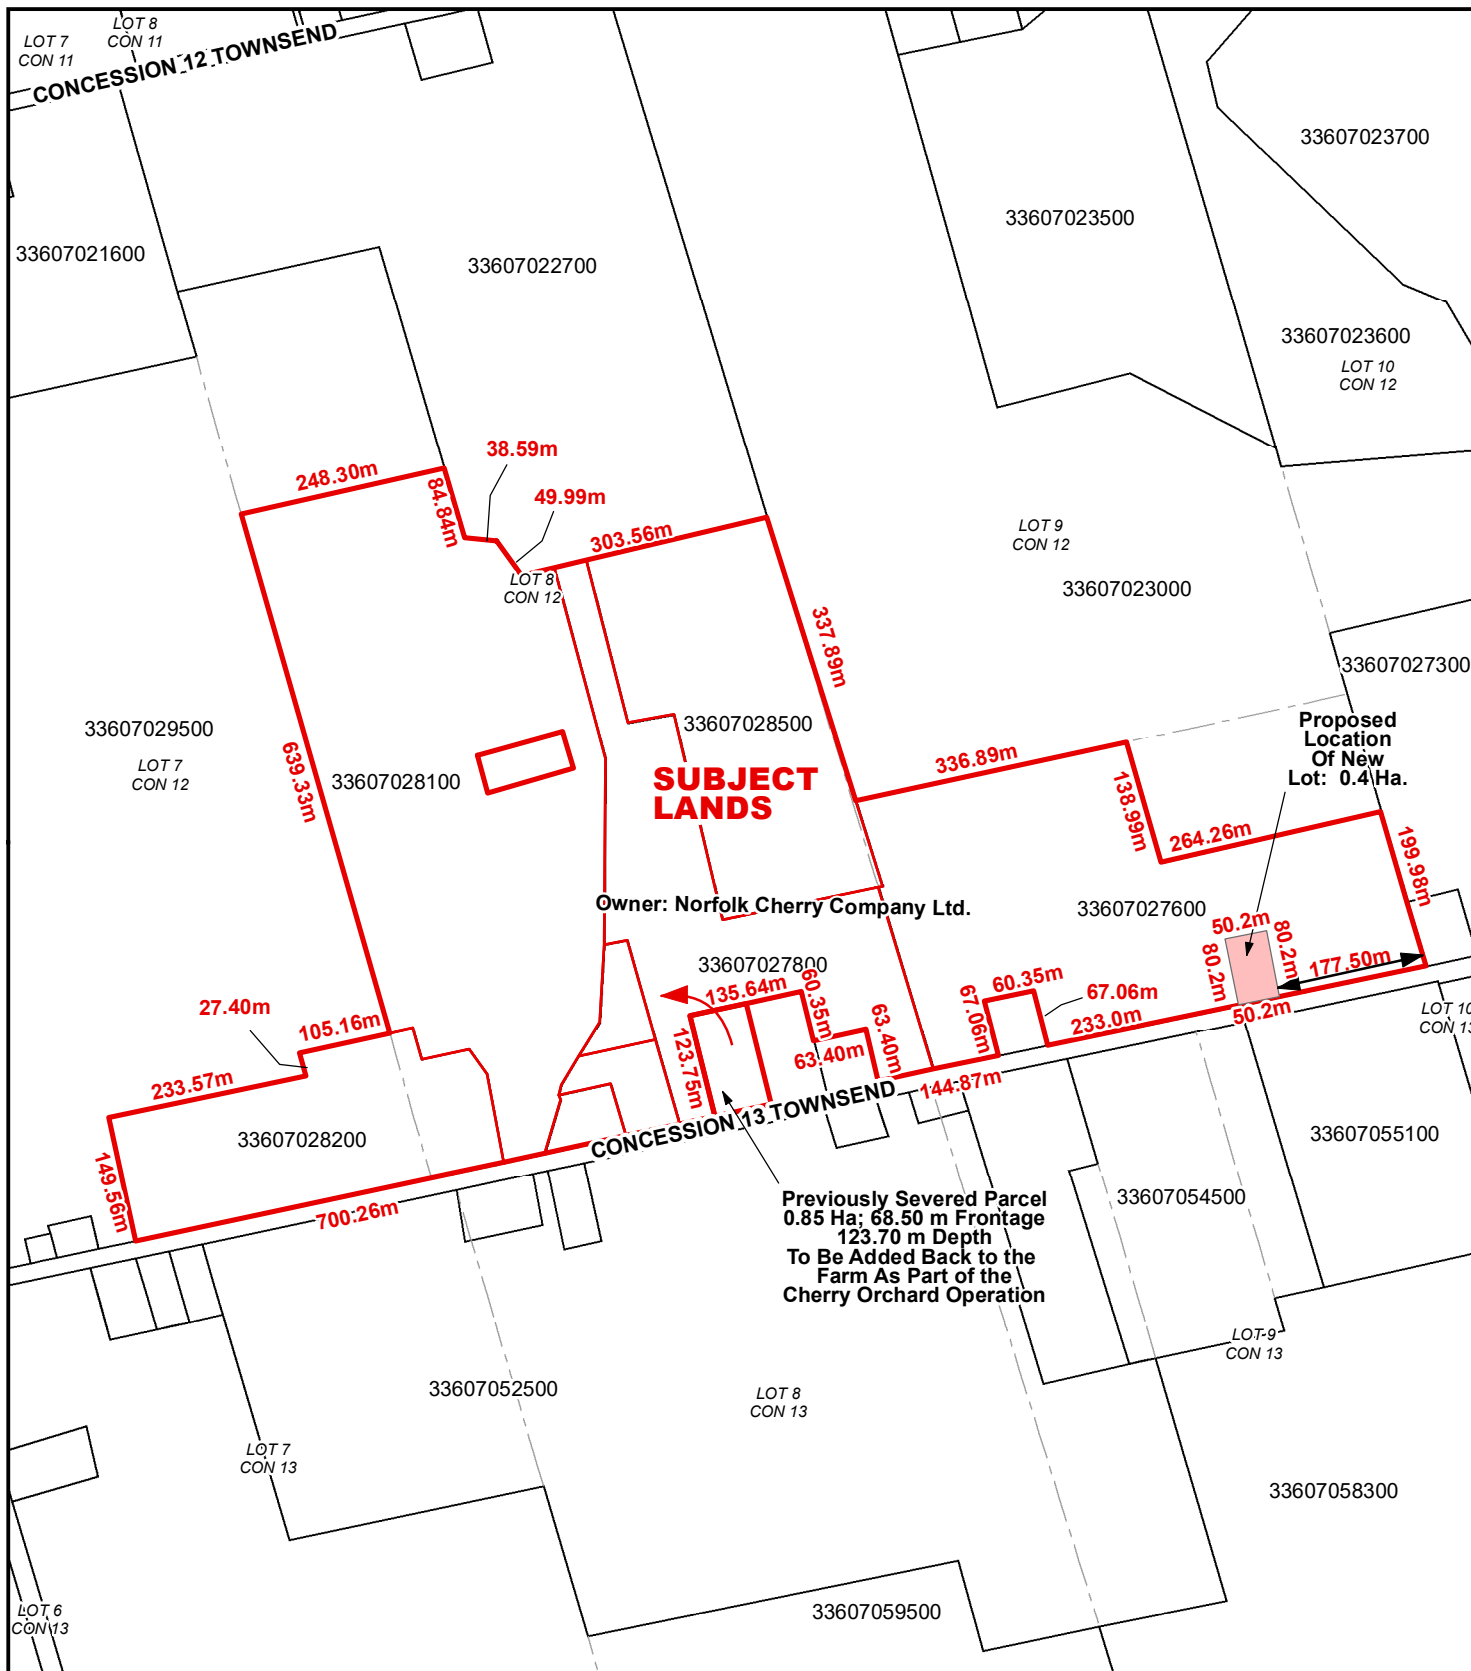 LOT 7
CON 11
LOT 8
CON 11
CONCESSION 12 TOWNSEND
33607023700
33607023500
33607021600
33607022700
33607023600
LOT 10
CON 12
38.59m
248.30m
84.84m
49.99m
303.56m
LOT 9
CON 12
LOT 8
CON 12
33607023000
337.89m
33607027300
33607029500
LOT 7
CON 12
639.33m
33607028100
33607028500
SUBJECT
LANDS
336.89m
138.99m
Proposed
Location
Of New
Lot: 0.4 Ha.
264.26m
199.98m
Owner: Norfolk Cherry Company Ltd.
33607027600
50.2m
80.2m
80.2m
177.50m
50.2m
33607027800
135.64m
60.35m
60.35m
67.06m
67.06m
233.0m
27.40m
105.16m
123.75m
63.40m
63.40m
LOT 10
CON 13
233.57m
144.87m
CONCESSION 13 TOWNSEND
33607028200
149.56m
700.26m
33607055100
33607054500
Previously Severed Parcel
0.85 Ha; 68.50 m Frontage
123.70 m Depth
To Be Added Back to the
Farm As Part of the
Cherry Orchard Operation
LOT 9
CON 13
33607052500
LOT 8
CON 13
LOT 7
CON 13
33607058300
LOT 6
CON 13
33607059500